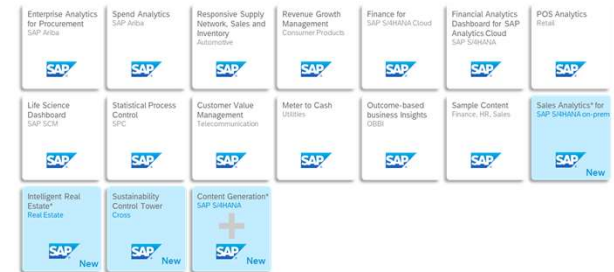 Enterprise Analytics
for Procurement
SAP Ariba
SAP
Spend Analytics
SAP Ariba
SAP
Responsive Supply
Network, Sales and
Inventory
Automotive
SAP
Revenue Growth
Management
Consumer Products
SAP
Finance for
SAP S/4HANA Cloud
SAP
Financial Analytics
Dashboard for SAP
Analytics Cloud
SAP S/4HANA
SAP
POS Analytics
Retail
SAP
Life Science
Dashboard
SAP SCM
SAP
Statistical Process
Control
SPC
SAP
Customer Value
Management
Telecommunication
SAP
Meter to Cash
Utilities
SAP
Outcome-based
business Insights
OBBI
SAP
Sample Content
Finance, HR, Sales
SAP
Sales Analytics* for
SAP S/4HANA on-prem
SAP
New
Intelligent Real
Estate*
Real Estate
SAP
New
Sustainability
Control Tower
Cross
SAP
New
Content Generation*
SAP S/4HANA
SAP
New